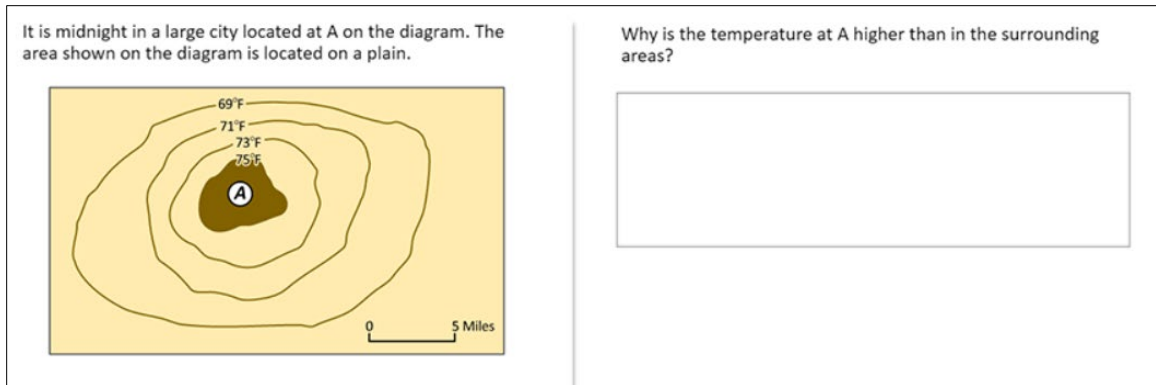 It is midnight in a large city located at A on the diagram. The
area shown on the diagram is located on a plain.
69°F
71°F
73°F
75°F
A
0 5 Miles
Why is the temperature at A higher than in the surrounding
areas?